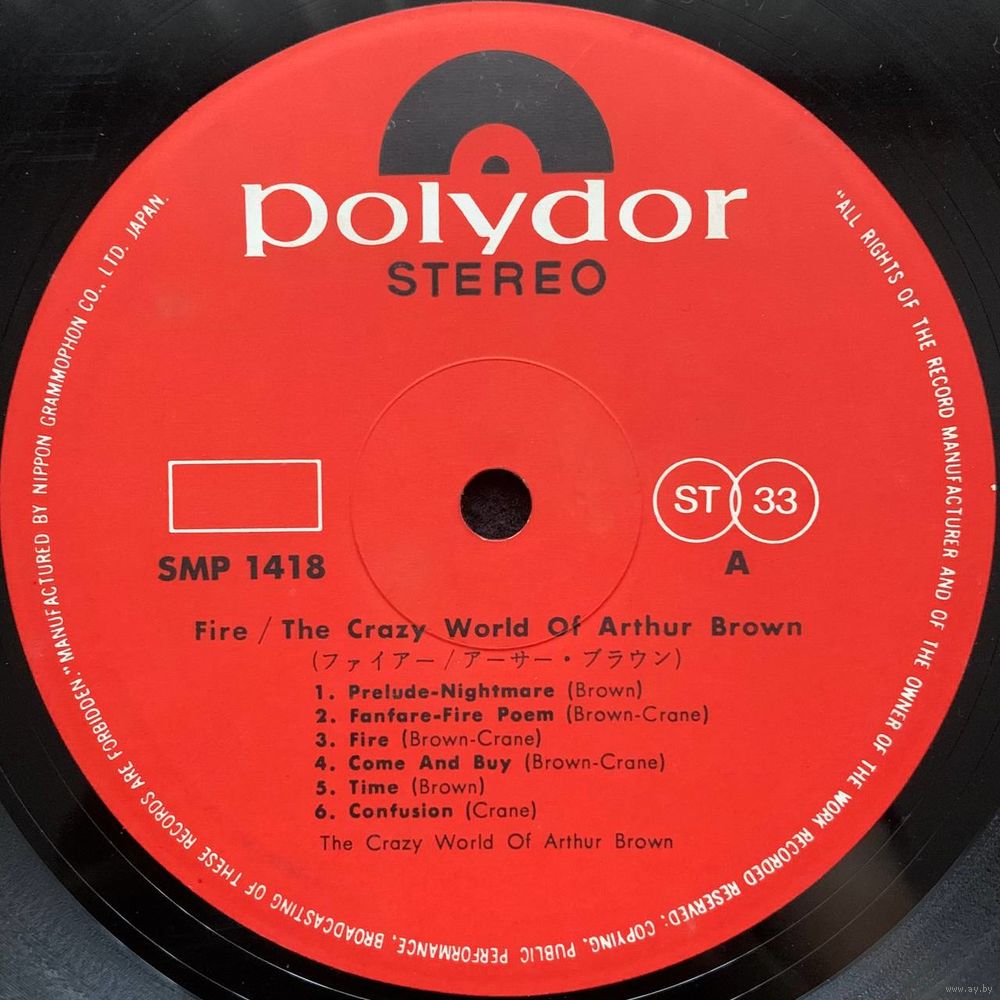 polydor
STEREO
ST 33
SMP 1418
A
Fire / The Crazy World Of Arthur Brown
(ファイアー/アーサー・ブラウン)
1. Prelude-Nightmare (Brown)
2. Fanfare-Fire Poem (Brown-Crane)
3. Fire (Brown-Crane)
4. Come And Buy (Brown-Crane)
5. Time (Brown)
6. Confusion (Crane)
The Crazy World Of Arthur Brown
"ALL RIGHTS OF THE RECORD MANUFACTURER AND OF THE OWNER OF THE WORK RECORDED RESERVED: COPYING, PUBLIC PERFORMANCE, BROADCASTING OF THESE RECORDS ARE FORBIDDEN." MANUFACTURED BY NIPPON GRAMMOPHON CO., LTD. JAPAN.
www.ay.by